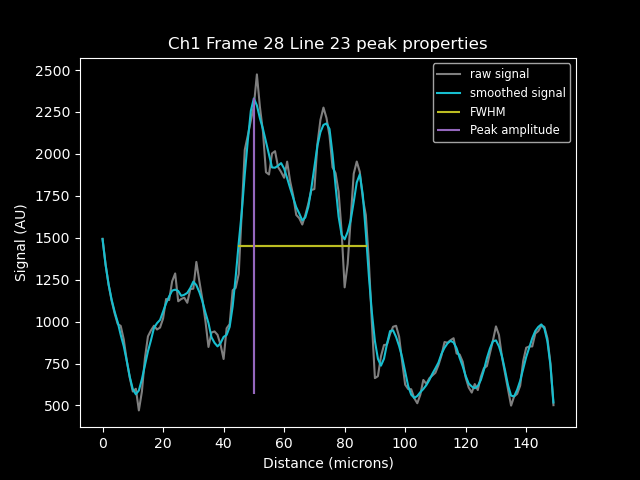 Ch1 Frame 28 Line 23 peak properties
raw signal
smoothed signal
FWHM
Peak amplitude
Signal (AU)
2500
2250
2000
1750
1500
1250
1000
750
500
0 20 40 60 80 100 120 140
Distance (microns)